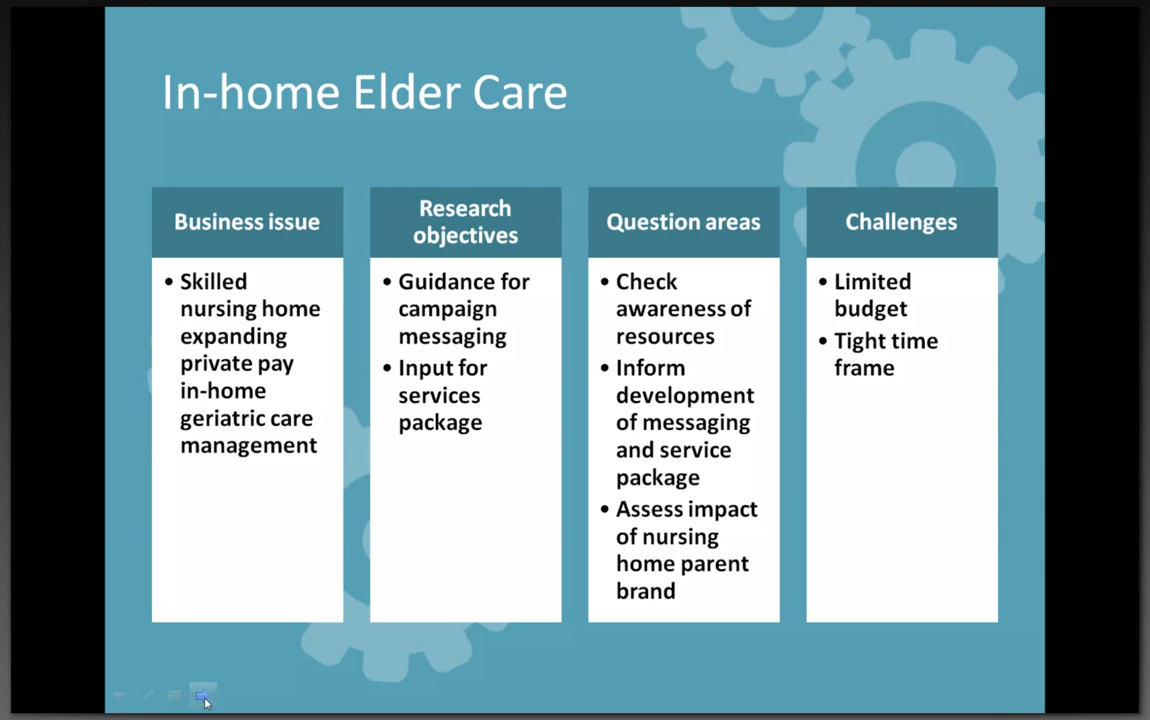 In-home Elder Care
Business issue
• Skilled
nursing home
expanding
private pay
in-home
geriatric care
management
Research
objectives
• Guidance for
campaign
messaging
• Input for
services
package
Question areas
• Check
awareness of
resources
• Inform
development
of messaging
and service
package
• Assess impact
of nursing
home parent
brand
Challenges
• Limited
budget
• Tight time
frame